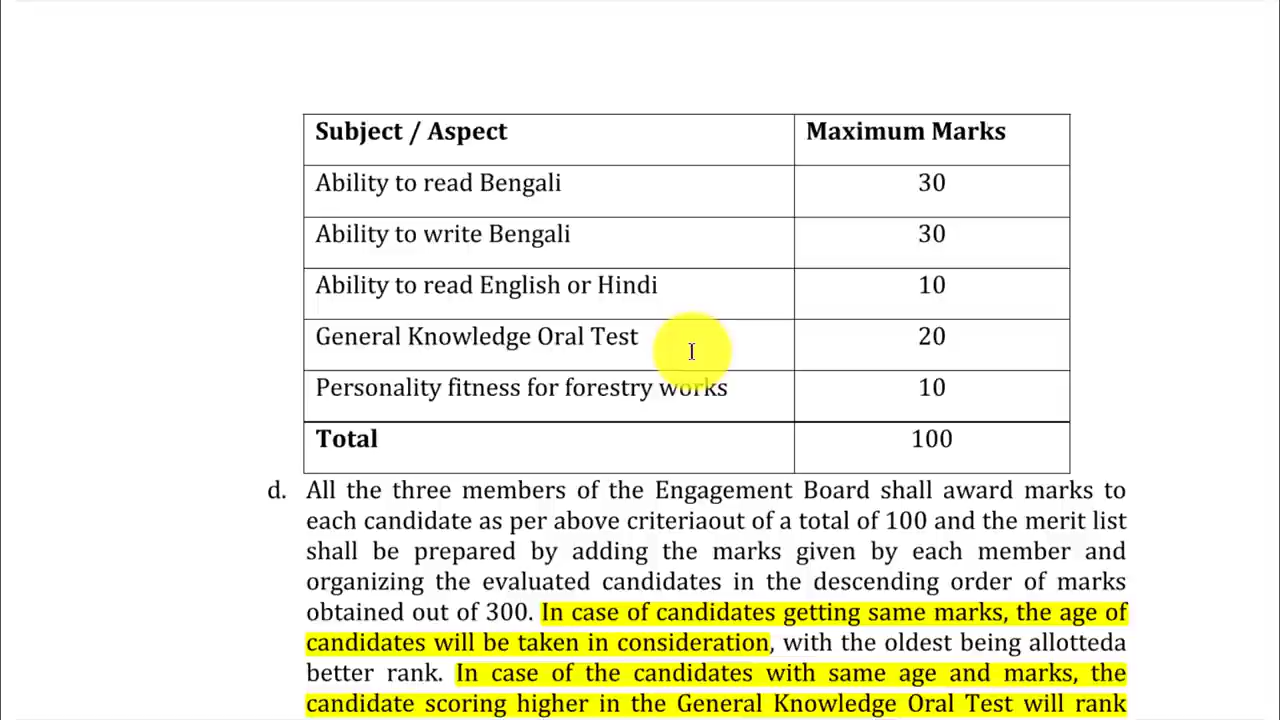 Subject / Aspect Maximum Marks
Ability to read Bengali 30
Ability to write Bengali 30
Ability to read English or Hindi 10
General Knowledge Oral Test 20
Personality fitness for forestry works 10
Total 100
d. All the three members of the Engagement Board shall award marks to
each candidate as per above criteriaout of a total of 100 and the merit list
shall be prepared by adding the marks given by each member and
organizing the evaluated candidates in the descending order of marks
obtained out of 300. In case of candidates getting same marks, the age of
candidates will be taken in consideration, with the oldest being allotteda
better rank. In case of the candidates with same age and marks, the
candidate scoring higher in the General Knowledge Oral Test will rank